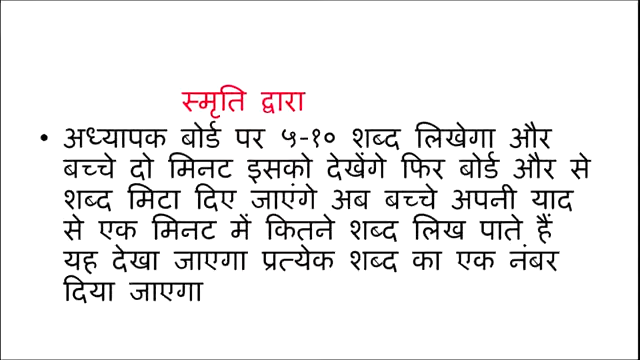 स्मृति द्वारा
• अध्यापक बोर्ड पर ५-१० शब्द लिखेगा और
बच्चे दो मिनट इसको देखेंगे फिर बोर्ड और से
शब्द मिटा दिए जाएंगे अब बच्चे अपनी याद
से एक मिनट में कितने शब्द लिख पाते हैं
यह देखा जाएगा प्रत्येक शब्द का एक नंबर
दिया जाएगा